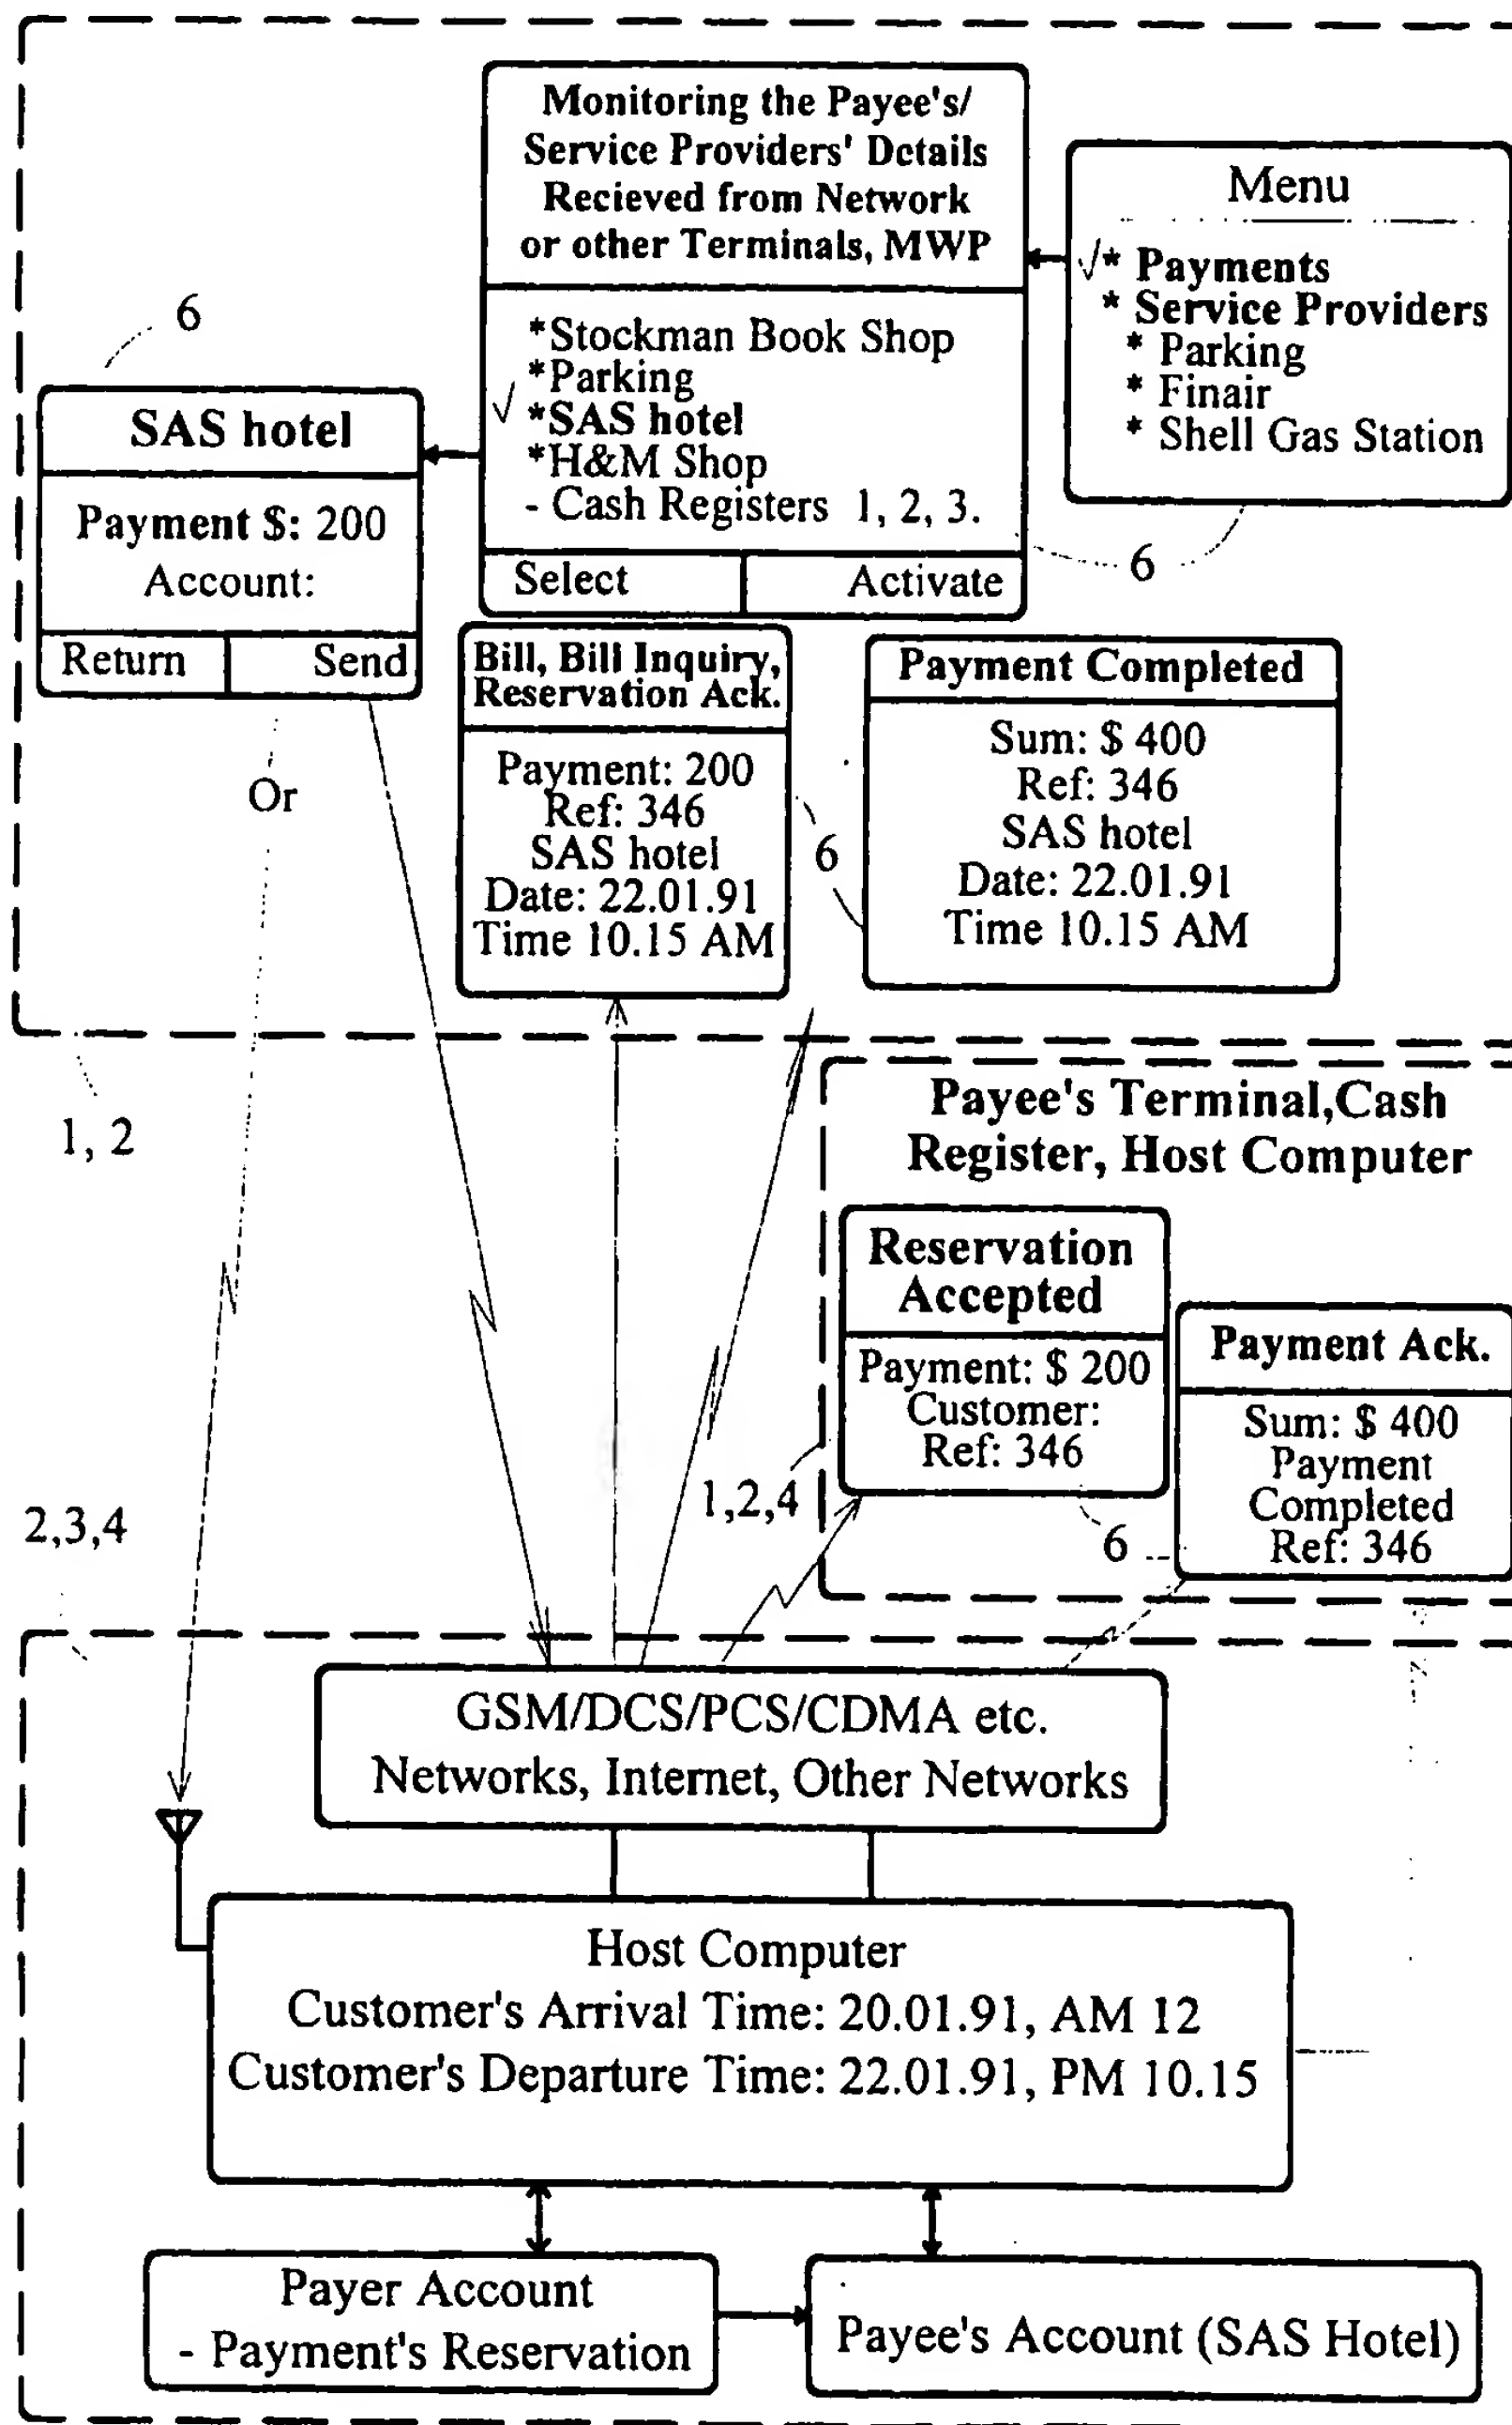 Monitoring the Payee's/
Service Providers' Details
Recieved from Network
or other Terminals, MWP
*Stockman Book Shop
*Parking
√ *SAS hotel
*H&M Shop
- Cash Registers 1, 2, 3.
Select Activate
Menu
√* Payments
* Service Providers
* Parking
* Finair
* Shell Gas Station
6
6
SAS hotel
Payment $: 200
Account:
Return Send
Or
Bill, Bill Inquiry,
Reservation Ack.
Payment: 200
Ref: 346
SAS hotel
Date: 22.01.91
Time 10.15 AM
6
Payment Completed
Sum: $ 400
Ref: 346
SAS hotel
Date: 22.01.91
Time 10.15 AM
1, 2
Payee's Terminal,Cash
Register, Host Computer
Reservation
Accepted
Payment: $ 200
Customer:
Ref: 346
Payment Ack.
Sum: $ 400
Payment
Completed
Ref: 346
1,2,4
6
2,3,4
GSM/DCS/PCS/CDMA etc.
Networks, Internet, Other Networks
Host Computer
Customer's Arrival Time: 20.01.91, AM 12
Customer's Departure Time: 22.01.91, PM 10.15
Payer Account
- Payment's Reservation
Payee's Account (SAS Hotel)